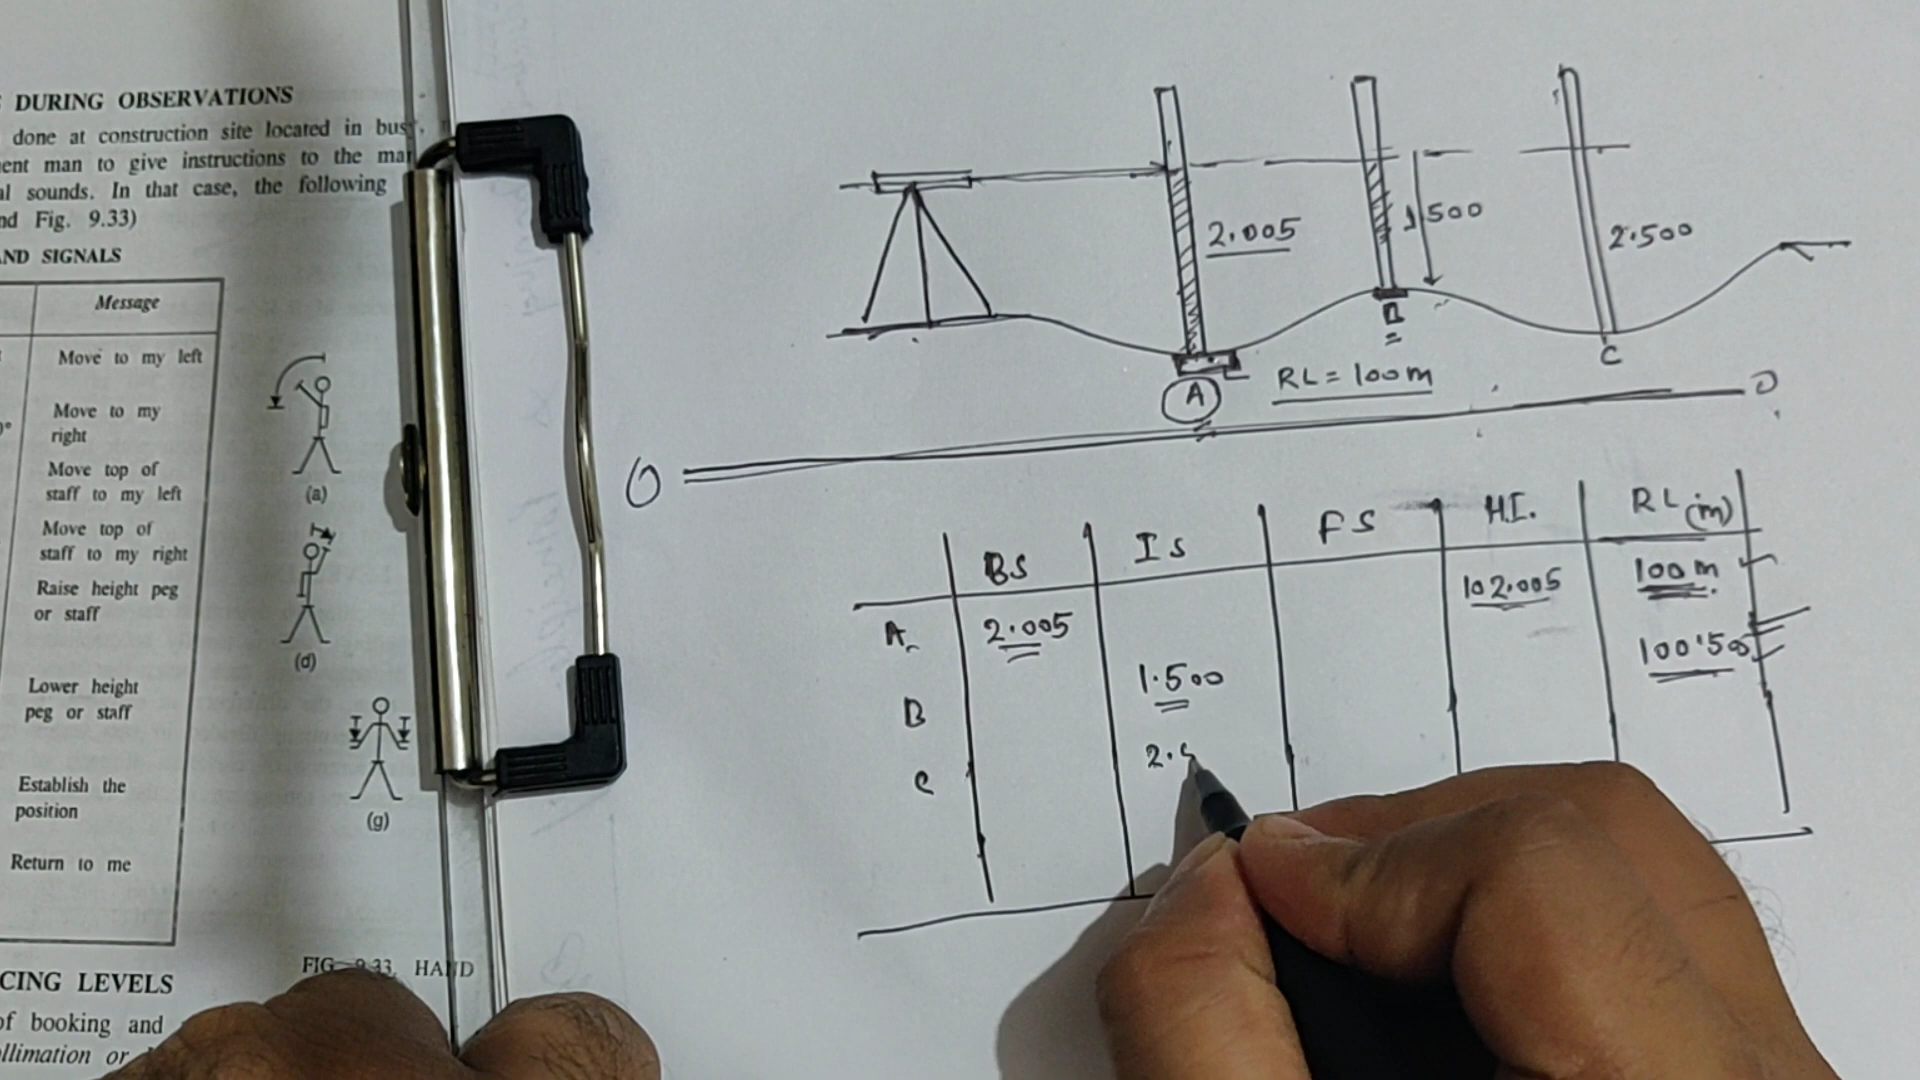 DURING OBSERVATIONS
done at construction site located in
ent man to give instructions to the
al sounds. In that case, the following
nd Fig. 9.33)
AND SIGNALS
Message
Move to my left
Move to my
right
Move top of
staff to my left
Move top of
staff to my right
Raise height peg
or staff
Lower height
peg or staff
Establish the
position
Return to me
(a)
(d)
(g)
FIG 9.33. HAND
CING LEVELS
of booking and
llimation or
2.005
1.500
2.500
A
B
C
RL = 100m
BS IS FS H.I. RL (m)
A 2.005 102.005 100m
B 1.500 100.50
C 2.5